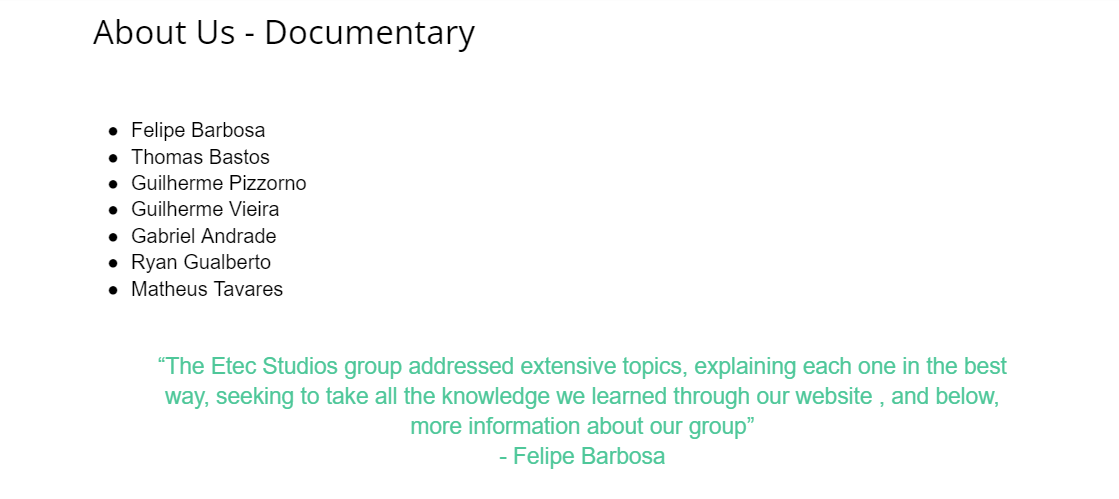 About Us - Documentary
● Felipe Barbosa
● Thomas Bastos
● Guilherme Pizzorno
● Guilherme Vieira
● Gabriel Andrade
● Ryan Gualberto
● Matheus Tavares
“The Etec Studios group addressed extensive topics, explaining each one in the best
way, seeking to take all the knowledge we learned through our website , and below,
more information about our group”
- Felipe Barbosa